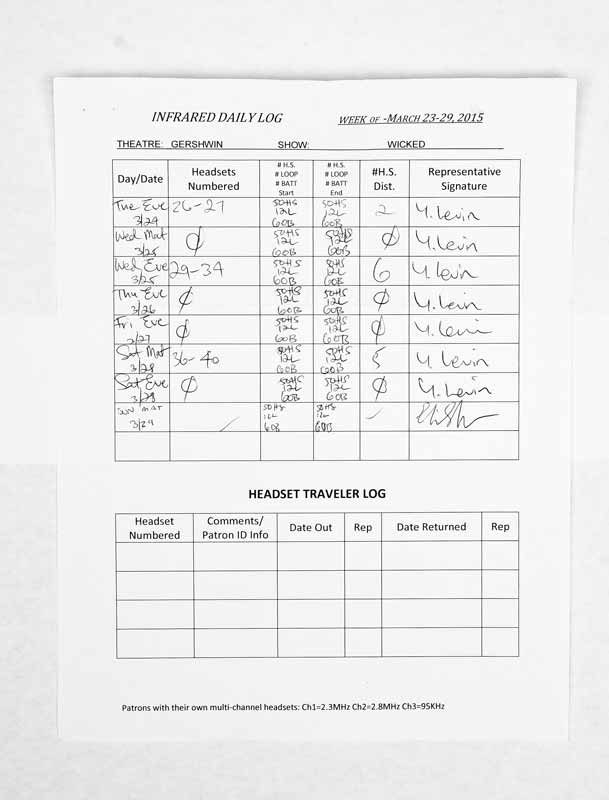 INFRARED DAILY LOG WEEK OF -MARCH 23-29, 2015
THEATRE: GERSHWIN SHOW: WICKED
Day/Date Headsets Numbered # H.S. # LOOP # BATT Start # H.S. # LOOP # BATT End #H.S. Dist. Representative Signature
Tue Eve 3/24 26-27 50HS 12L 60B 50HS 12L 60B 2 Y. Levin
Wed Mat 3/25 ∅ 50HS 12L 60B 50HS 12L 60B ∅ Y. Levin
Wed Eve 3/25 29-34 50HS 12L 60B 50HS 12L 60B 6 Y. Levin
Thu Eve 3/26 ∅ 50HS 12L 60B 50HS 12L 60B ∅ Y. Levin
Fri Eve 3/27 ∅ 50HS 12L 60B 50HS 12L 60B ∅ Y. Levin
Sat Mat 3/28 36-40 50HS 12L 60B 50HS 12L 60B 5 Y. Levin
Sat Eve 3/28 ∅ 50HS 12L 60B 50HS 12L 60B ∅ Y. Levin
SUN MAT 3/29 / 50HS 12L 60B 50HS 12L 60B /
HEADSET TRAVELER LOG
Headset Numbered Comments/ Patron ID Info Date Out Rep Date Returned Rep
Patrons with their own multi-channel headsets: Ch1=2.3MHz Ch2=2.8MHz Ch3=95KHz